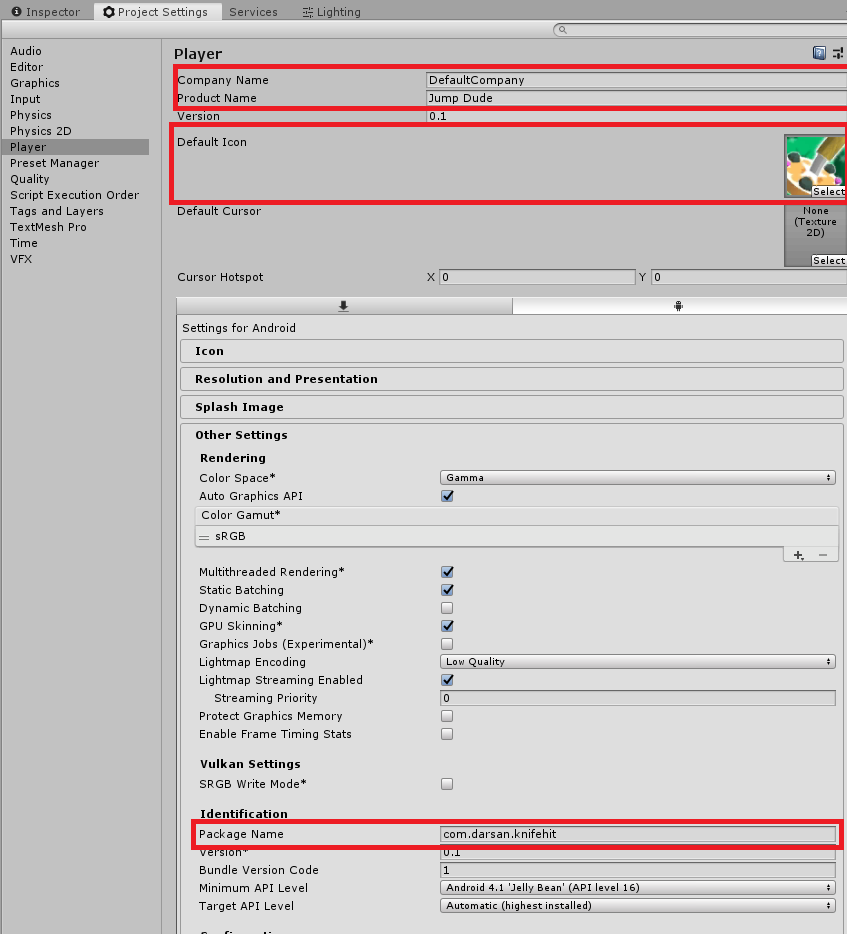 Inspector Project Settings Services Lighting
Audio
Editor
Graphics
Input
Physics
Physics 2D
Player
Preset Manager
Quality
Script Execution Order
Tags and Layers
TextMesh Pro
Time
VFX
Player
Company Name DefaultCompany
Product Name Jump Dude
Version 0.1
Default Icon
Select
Default Cursor
None
(Texture
2D)
Select
Cursor Hotspot X 0 Y 0
Settings for Android
Icon
Resolution and Presentation
Splash Image
Other Settings
Rendering
Color Space* Gamma
Auto Graphics API
Color Gamut*
sRGB
Multithreaded Rendering*
Static Batching
Dynamic Batching
GPU Skinning*
Graphics Jobs (Experimental)*
Lightmap Encoding Low Quality
Lightmap Streaming Enabled
Streaming Priority 0
Protect Graphics Memory
Enable Frame Timing Stats
Vulkan Settings
SRGB Write Mode*
Identification
Package Name com.darsan.knifehit
Version* 0.1
Bundle Version Code 1
Minimum API Level Android 4.1 'Jelly Bean' (API level 16)
Target API Level Automatic (highest installed)